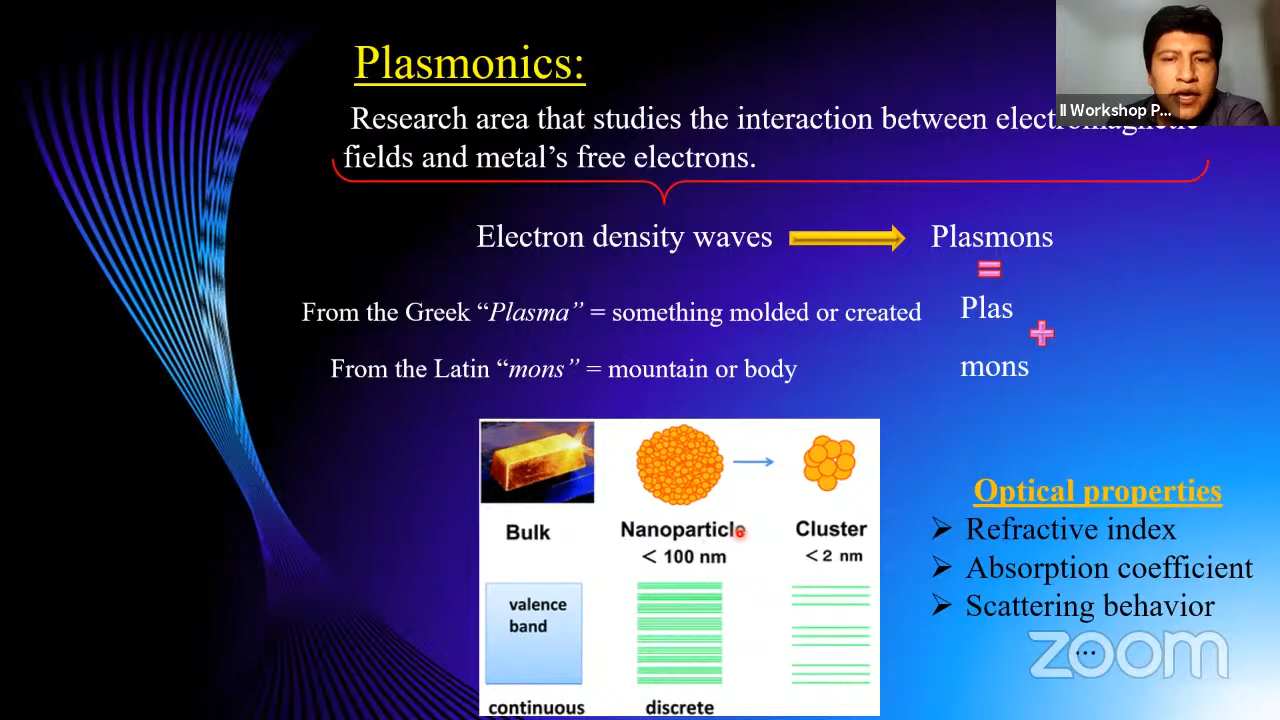 Plasmonics:
II Workshop P...
Research area that studies the interaction between electromagnetic
fields and metal's free electrons.
Electron density waves
Plasmons
=
From the Greek “Plasma” = something molded or created
Plas
+
From the Latin “mons” = mountain or body
mons
Bulk
Nanoparticle
< 100 nm
Cluster
< 2 nm
valence
band
continuous
discrete
Optical properties
Refractive index
Absorption coefficient
Scattering behavior
...
zoom